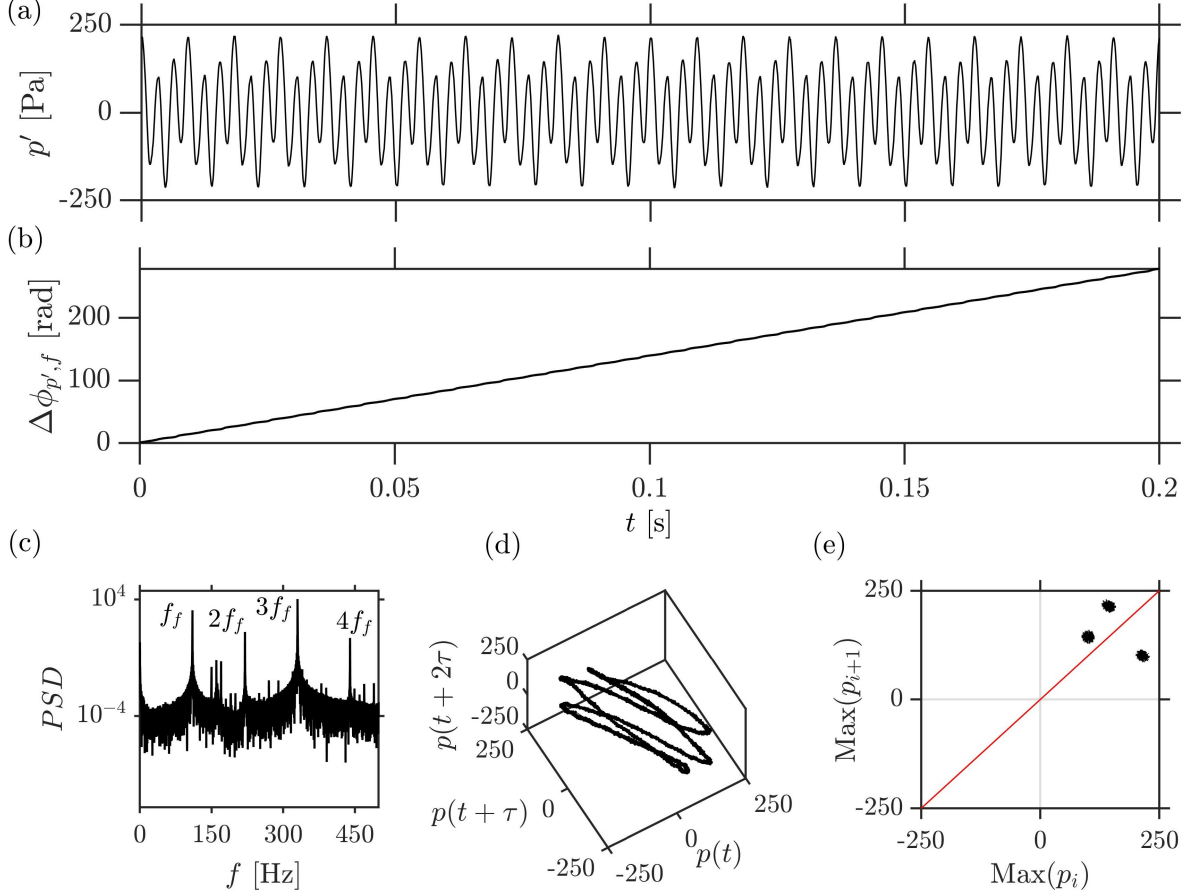 (a)
250
0
-250
p′ [Pa]
(b)
200
100
0
Δϕp′,f [rad]
0 0.05 0.1 0.15 0.2
t [s]
(c)
10^4
10^−4
PSD
f_f 2f_f 3f_f 4f_f
0 150 300 450
f [Hz]
(d)
250
0
-250
p(t + 2τ)
250
0
-250
p(t + τ)
-250
0
250
p(t)
(e)
250
0
-250
Max(p_{i+1})
-250 0 250
Max(p_i)